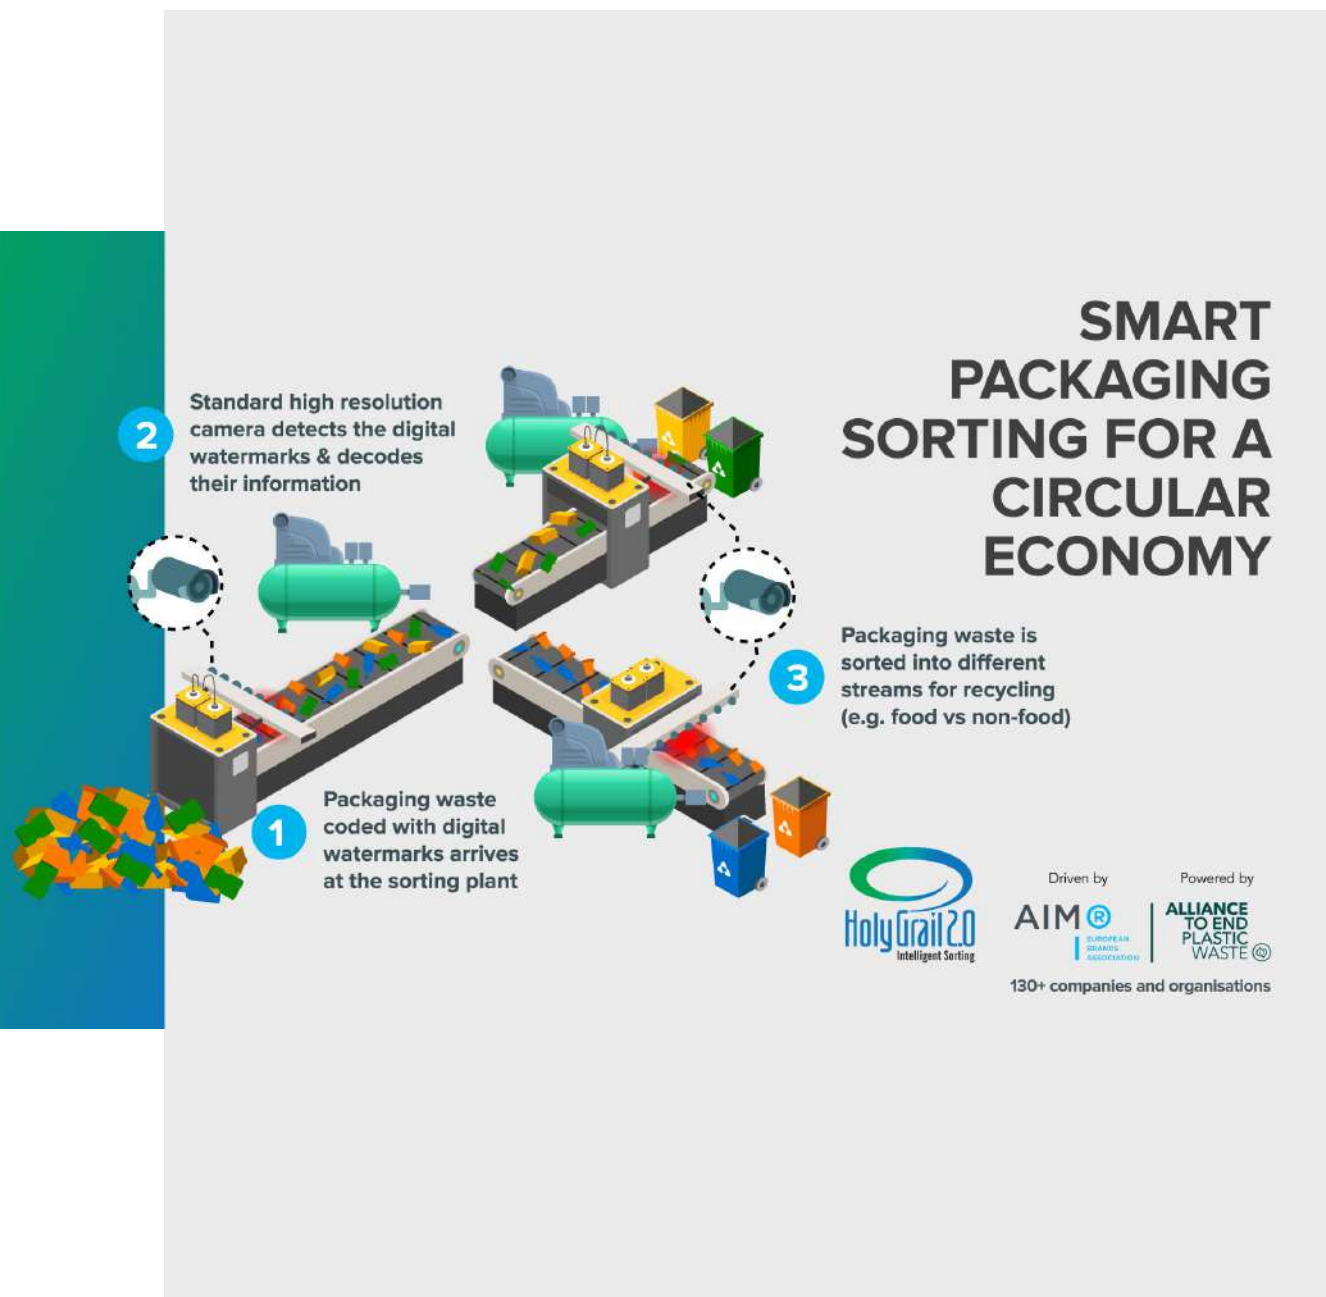 SMART
PACKAGING
SORTING FOR A
CIRCULAR
ECONOMY
2
Standard high resolution
camera detects the digital
watermarks & decodes
their information
3
Packaging waste is
sorted into different
streams for recycling
(e.g. food vs non-food)
1
Packaging waste
coded with digital
watermarks arrives
at the sorting plant
HolyGrail 2.0
Intelligent Sorting
Driven by
AIM ®
EUROPEAN
BRANDS
ASSOCIATION
Powered by
ALLIANCE
TO END
PLASTIC
WASTE
130+ companies and organisations